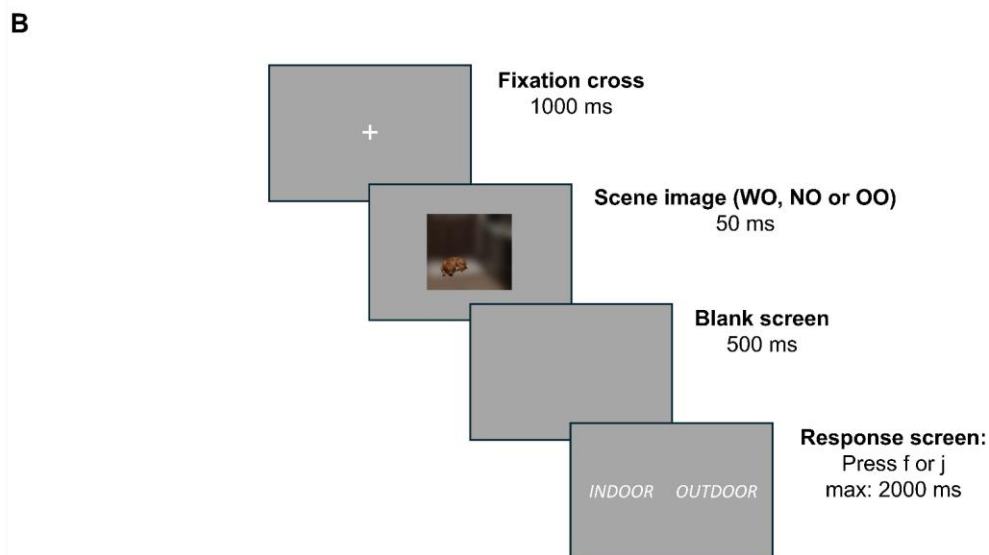 B
Fixation cross
1000 ms
+
Scene image (WO, NO or OO)
50 ms
Blank screen
500 ms
Response screen:
Press f or j
max: 2000 ms
INDOOR OUTDOOR